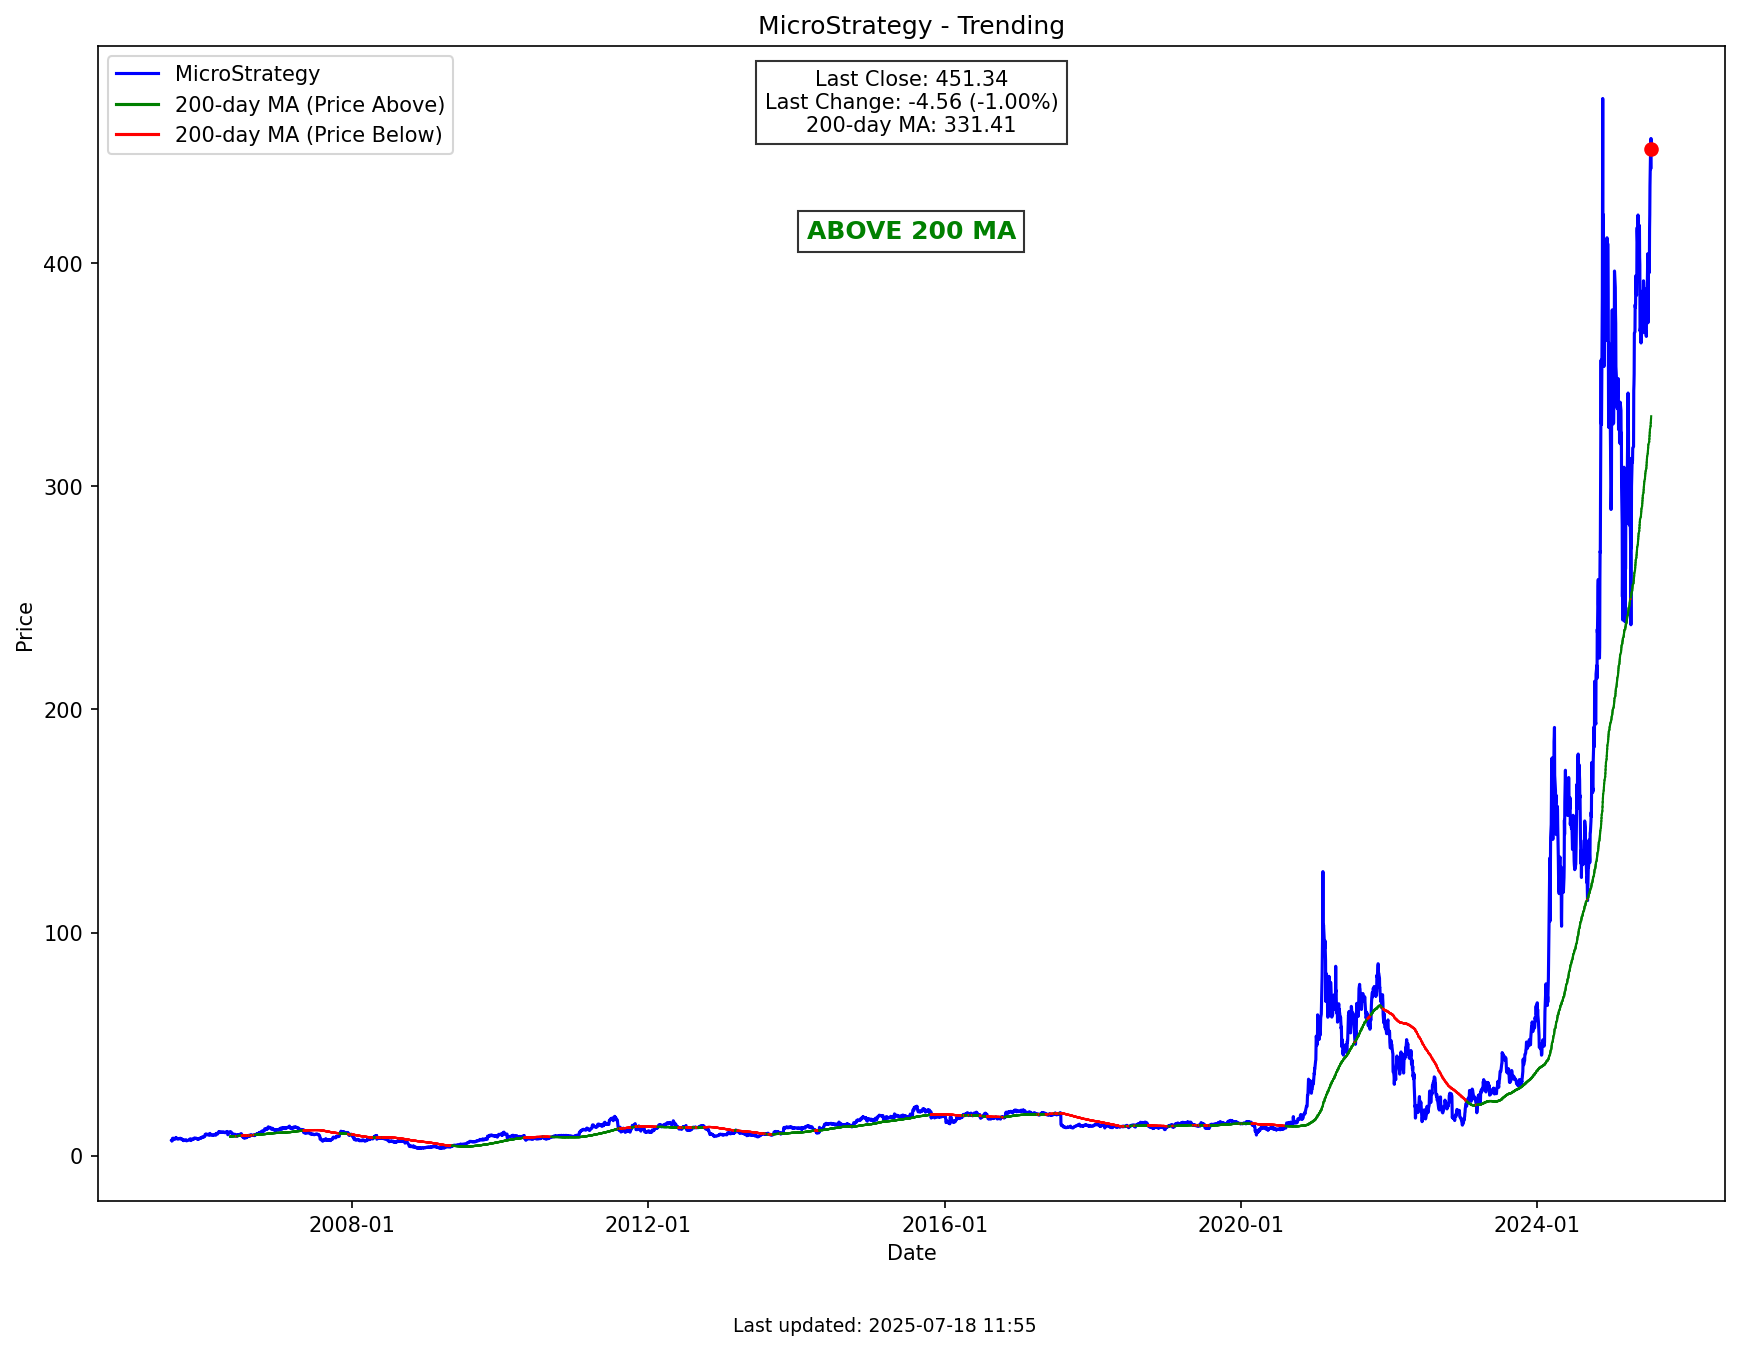 MicroStrategy - Trending
MicroStrategy
200-day MA (Price Above)
200-day MA (Price Below)
Last Close: 451.34
Last Change: -4.56 (-1.00%)
200-day MA: 331.41
ABOVE 200 MA
Price
400
300
200
100
0
2008-01
2012-01
2016-01
2020-01
2024-01
Date
Last updated: 2025-07-18 11:55